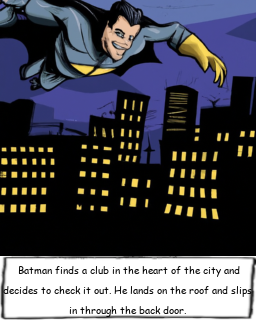 Batman finds a club in the heart of the city and
decides to check it out. He lands on the roof and slips
in through the back door.